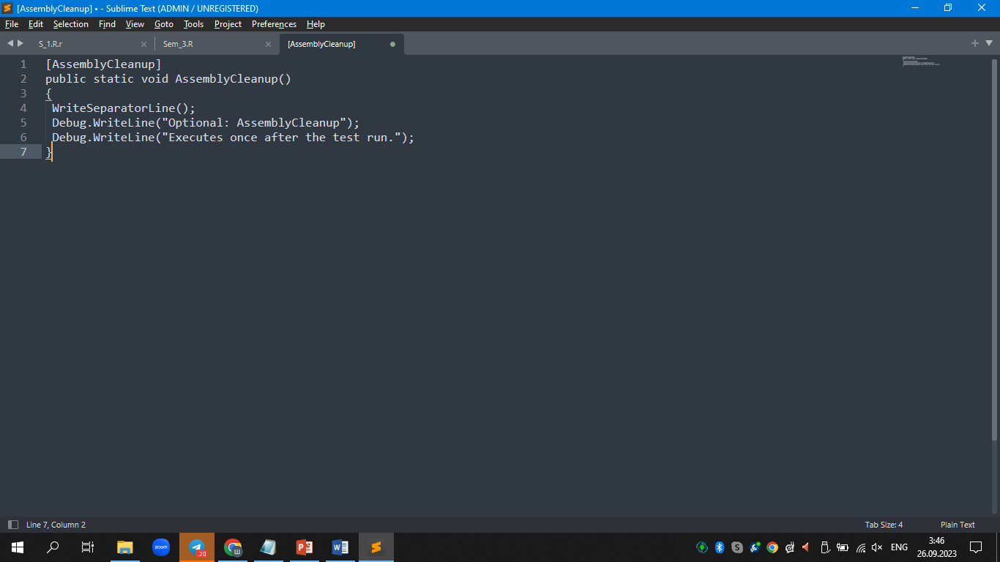 [AssemblyCleanup] • - Sublime Text (ADMIN / UNREGISTERED)
File Edit Selection Find View Goto Tools Project Preferences Help
S_1.R.r Sem_3.R [AssemblyCleanup]
1 [AssemblyCleanup]
2 public static void AssemblyCleanup()
3 {
4 WriteSeparatorLine();
5 Debug.WriteLine("Optional: AssemblyCleanup");
6 Debug.WriteLine("Executes once after the test run.");
7 }
Line 7, Column 2 Tab Size: 4 Plain Text
zoom ..20 ENG 3:46
26.09.2023